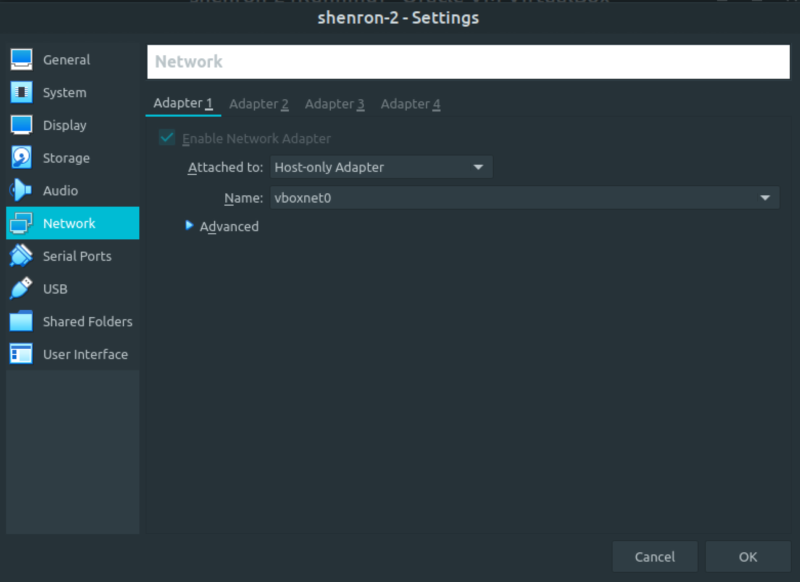 shenron-2 - Settings
General
System
Display
Storage
Audio
Network
Serial Ports
USB
Shared Folders
User Interface
Network
Adapter 1 Adapter 2 Adapter 3 Adapter 4
Enable Network Adapter
Attached to: Host-only Adapter
Name: vboxnet0
Advanced
Cancel OK